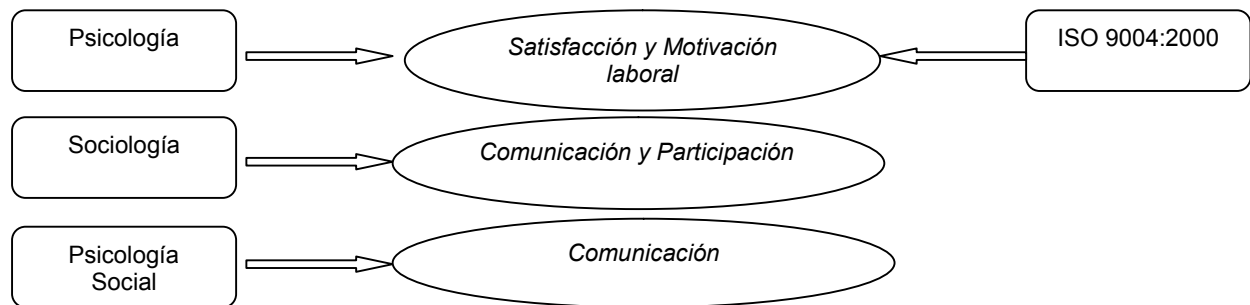 Psicología
Satisfacción y Motivación
laboral
ISO 9004:2000
Sociología
Comunicación y Participación
Psicología
Social
Comunicación